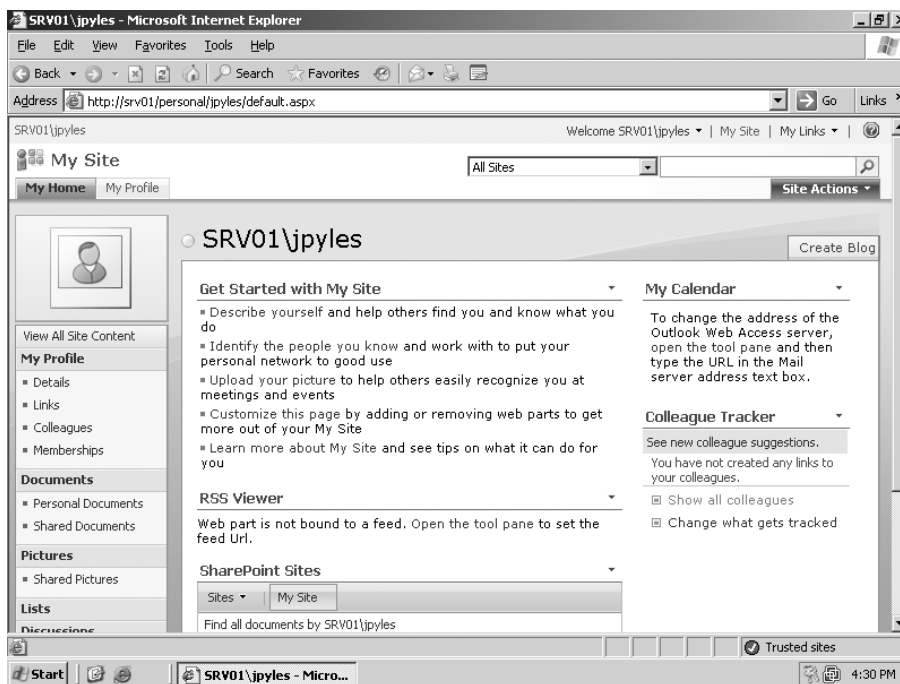 SRV01\jpyles - Microsoft Internet Explorer
File Edit View Favorites Tools Help
Back Search Favorites
Address http://srv01/personal/jpyles/default.aspx Go Links
SRV01\jpyles Welcome SRV01\jpyles | My Site | My Links |
My Site All Sites
My Home My Profile Site Actions
SRV01\jpyles Create Blog
View All Site Content
My Profile
Details
Links
Colleagues
Memberships
Documents
Personal Documents
Shared Documents
Pictures
Shared Pictures
Lists
Discussions
Get Started with My Site
Describe yourself and help others find you and know what you
do
Identify the people you know and work with to put your
personal network to good use
Upload your picture to help others easily recognize you at
meetings and events
Customize this page by adding or removing web parts to get
more out of your My Site
Learn more about My Site and see tips on what it can do for
you
RSS Viewer
Web part is not bound to a feed. Open the tool pane to set the
feed Url.
SharePoint Sites
Sites My Site
Find all documents by SRV01\jpyles
My Calendar
To change the address of the
Outlook Web Access server,
open the tool pane and then
type the URL in the Mail
server address text box.
Colleague Tracker
See new colleague suggestions.
You have not created any links to
your colleagues.
Show all colleagues
Change what gets tracked
Trusted sites
Start SRV01\jpyles - Micro... 4:30 PM